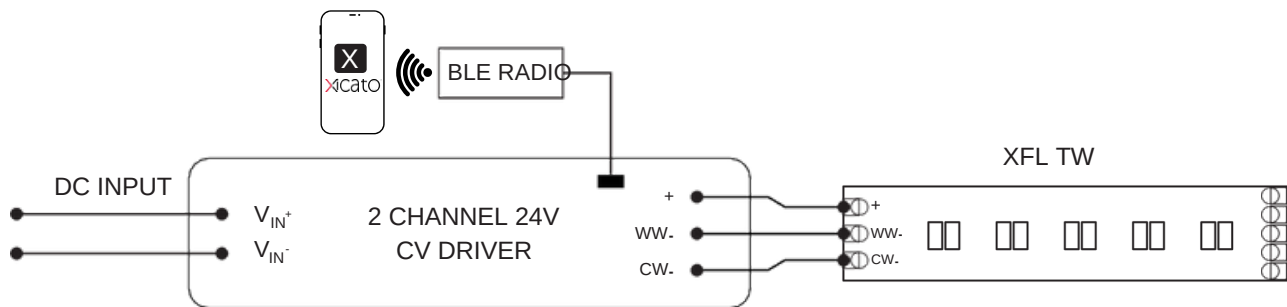 X
xicato
BLE RADIO
XFL TW
DC INPUT
VIN+
VIN-
2 CHANNEL 24V
CV DRIVER
+
WW-
CW-
+
WW-
CW-